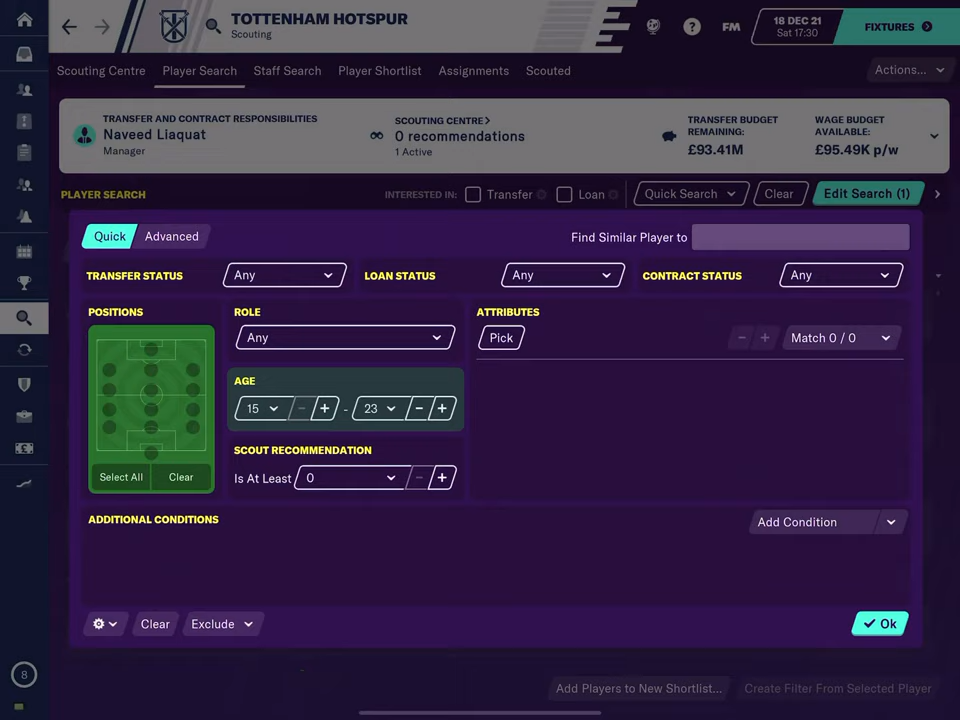 TOTTENHAM HOTSPUR
Scouting
FM
18 DEC 21
Sat 17:30
FIXTURES
Scouting Centre
Player Search
Staff Search
Player Shortlist
Assignments
Scouted
Actions...
TRANSFER AND CONTRACT RESPONSIBILITIES
Naveed Liaquat
Manager
SCOUTING CENTRE>
0 recommendations
1 Active
TRANSFER BUDGET
REMAINING:
£93.41M
WAGE BUDGET
AVAILABLE:
£95.49K p/w
PLAYER SEARCH
INTERESTED IN:
Transfer
Loan
Quick Search
Clear
Edit Search (1)
Quick
Advanced
Find Similar Player to
TRANSFER STATUS
Any
LOAN STATUS
Any
CONTRACT STATUS
Any
POSITIONS
Select All
Clear
ROLE
Any
AGE
15
-
+
-
23
-
+
SCOUT RECOMMENDATION
Is At Least
0
-
+
ATTRIBUTES
Pick
-
+
Match 0 / 0
ADDITIONAL CONDITIONS
Add Condition
Clear
Exclude
Ok
8
Add Players to New Shortlist...
Create Filter From Selected Player